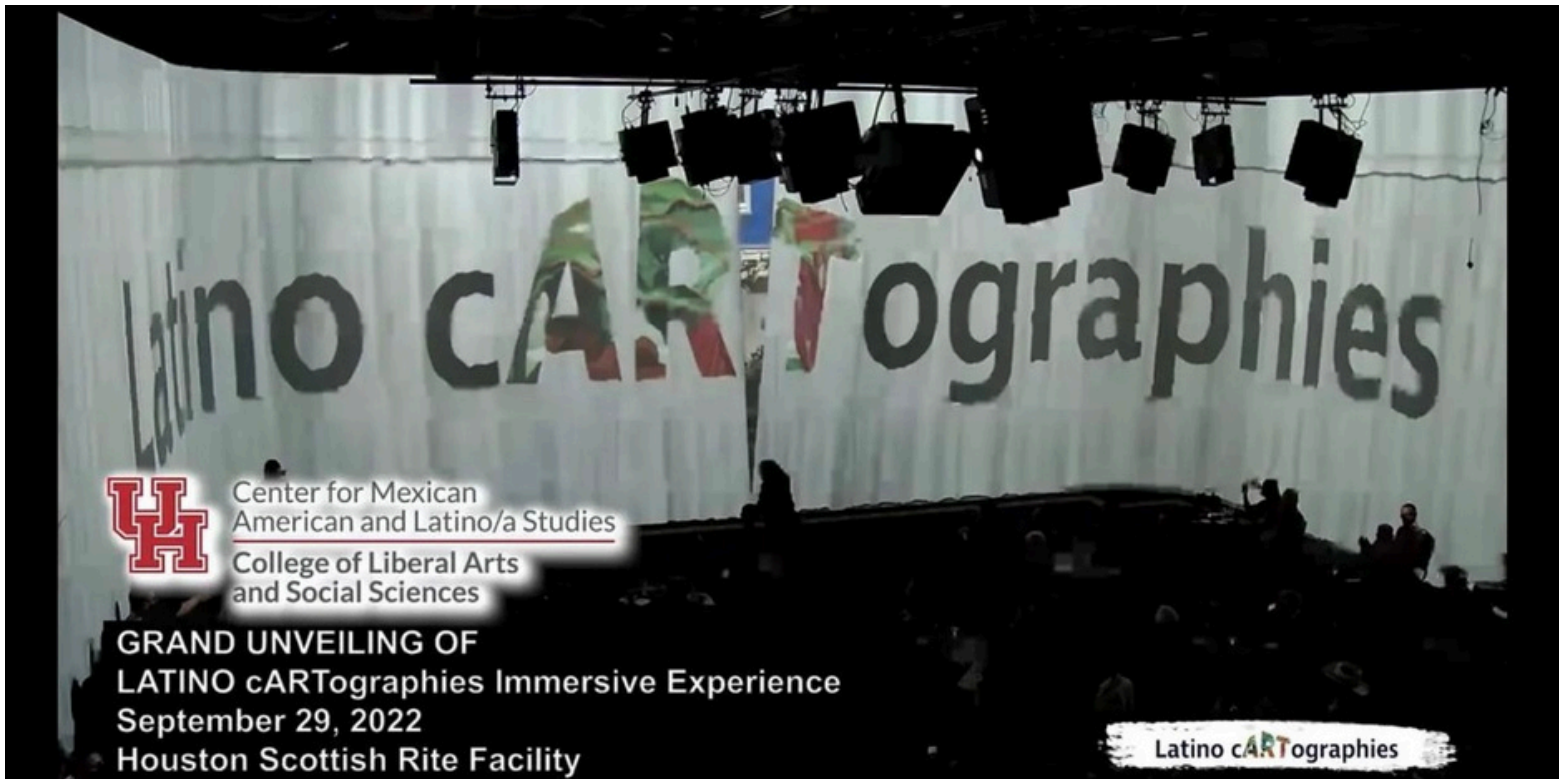 Latino cARTographies
UH
Center for Mexican
American and Latino/a Studies
College of Liberal Arts
and Social Sciences
GRAND UNVEILING OF
LATINO cARTographies Immersive Experience
September 29, 2022
Houston Scottish Rite Facility
Latino cARTographies